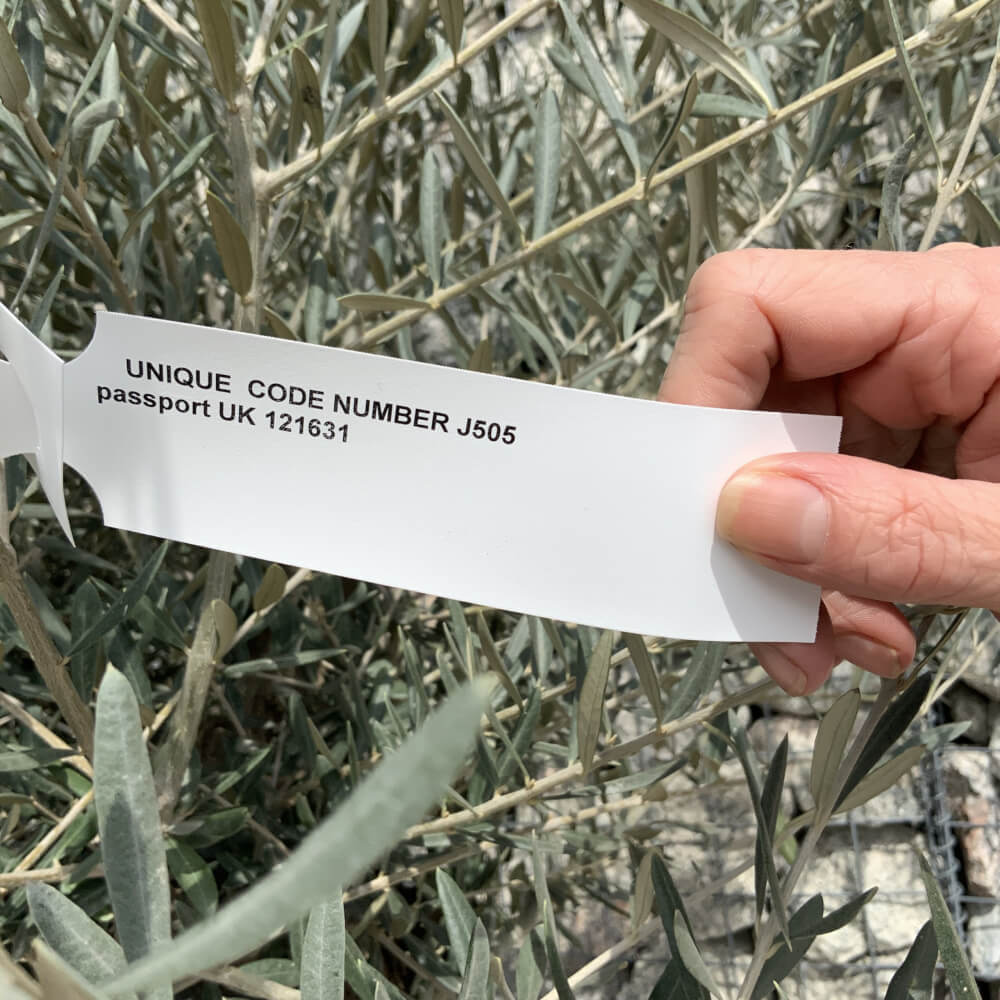 UNIQUE  CODE NUMBER J505
passport UK 121631